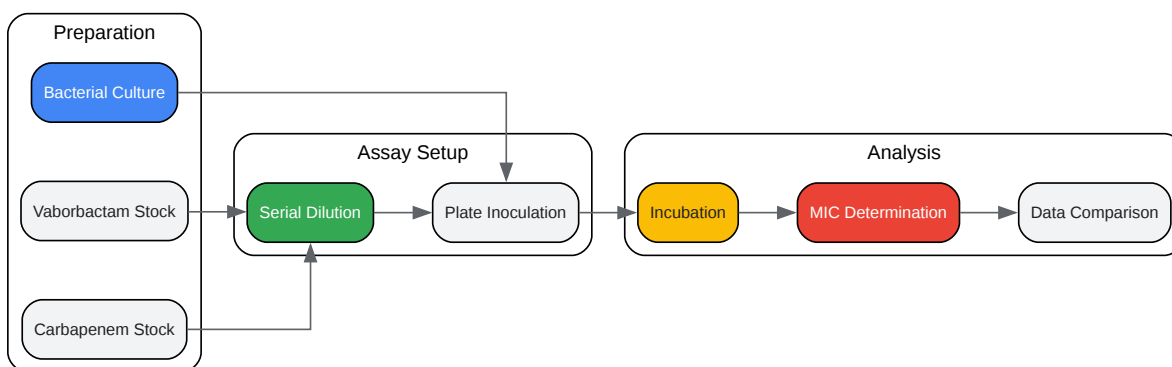 Preparation
Bacterial Culture
Vaborbactam Stock
Carbapenem Stock
Assay Setup
Serial Dilution
Plate Inoculation
Analysis
Incubation
MIC Determination
Data Comparison